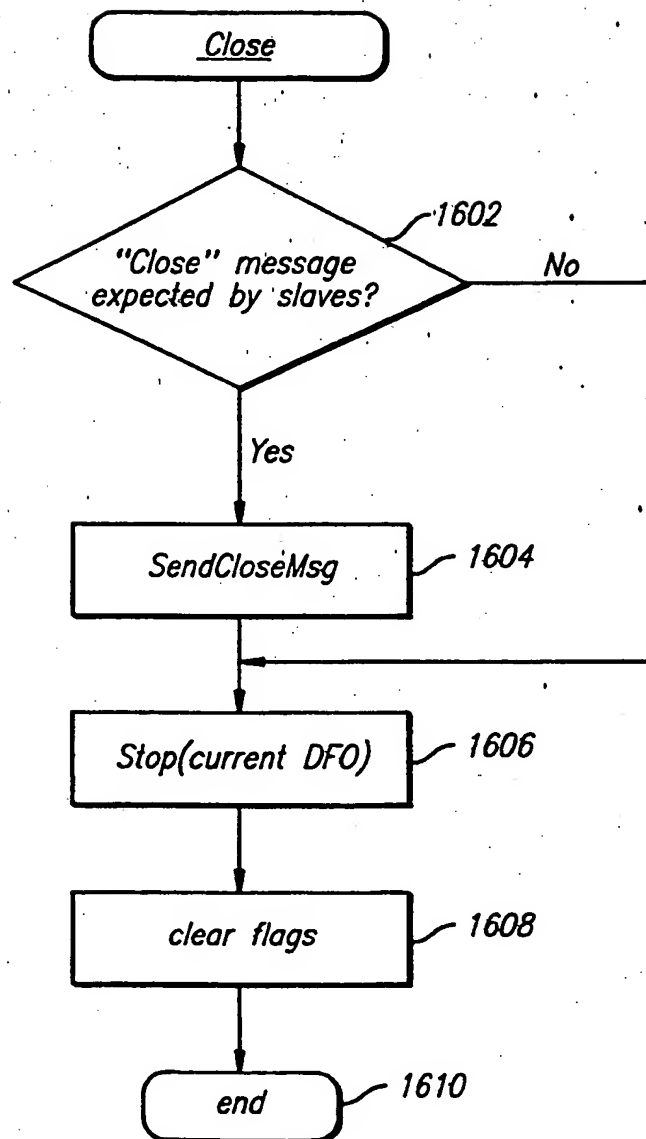 Close
1602
"Close" message
expected by slaves?
No
Yes
SendCloseMsg
1604
Stop(current DFO)
1606
clear flags
1608
end
1610